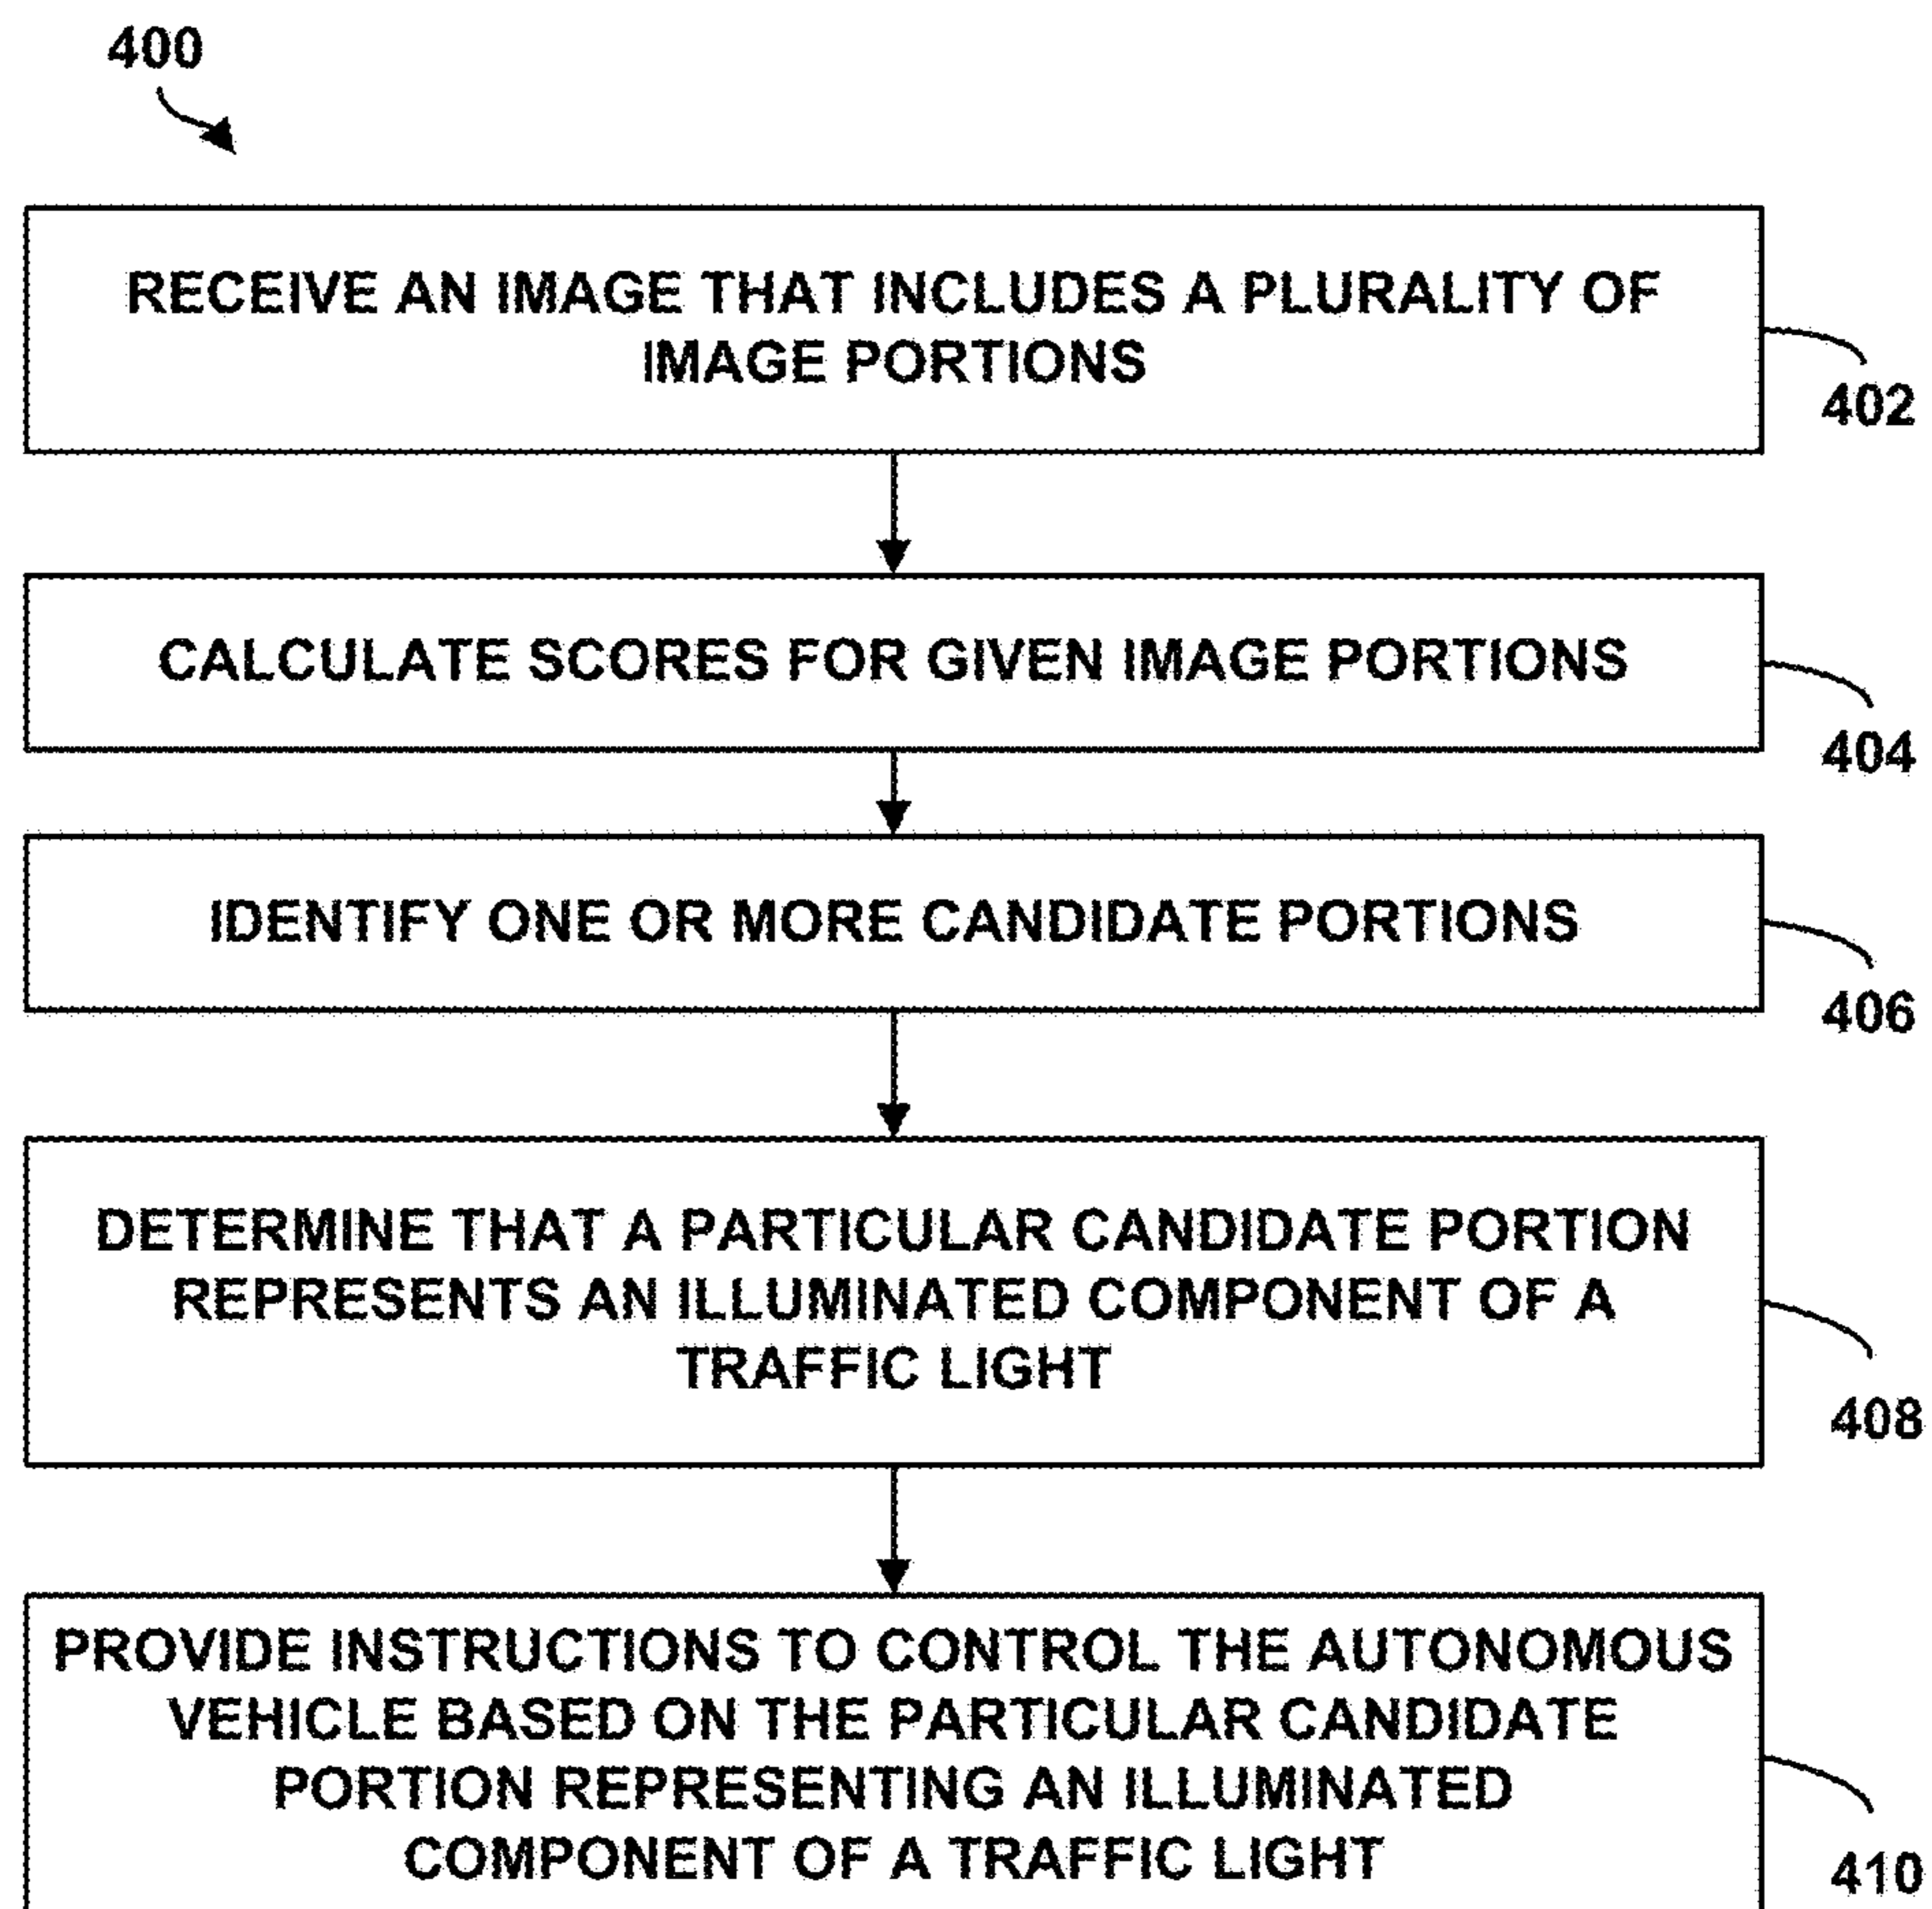 400
RECEIVE AN IMAGE THAT INCLUDES A PLURALITY OF
IMAGE PORTIONS
402
CALCULATE SCORES FOR GIVEN IMAGE PORTIONS
404
IDENTIFY ONE OR MORE CANDIDATE PORTIONS
406
DETERMINE THAT A PARTICULAR CANDIDATE PORTION
REPRESENTS AN ILLUMINATED COMPONENT OF A
TRAFFIC LIGHT
408
PROVIDE INSTRUCTIONS TO CONTROL THE AUTONOMOUS
VEHICLE BASED ON THE PARTICULAR CANDIDATE
PORTION REPRESENTING AN ILLUMINATED
COMPONENT OF A TRAFFIC LIGHT
410